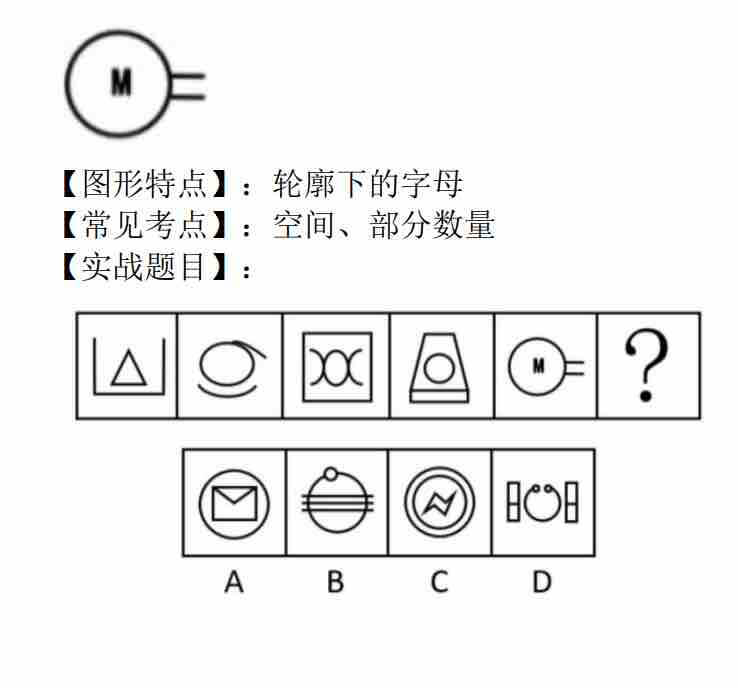 M
【图形特点】：轮廓下的字母
【常见考点】：空间、部分数量
【实战题目】：
M ?
A B C D